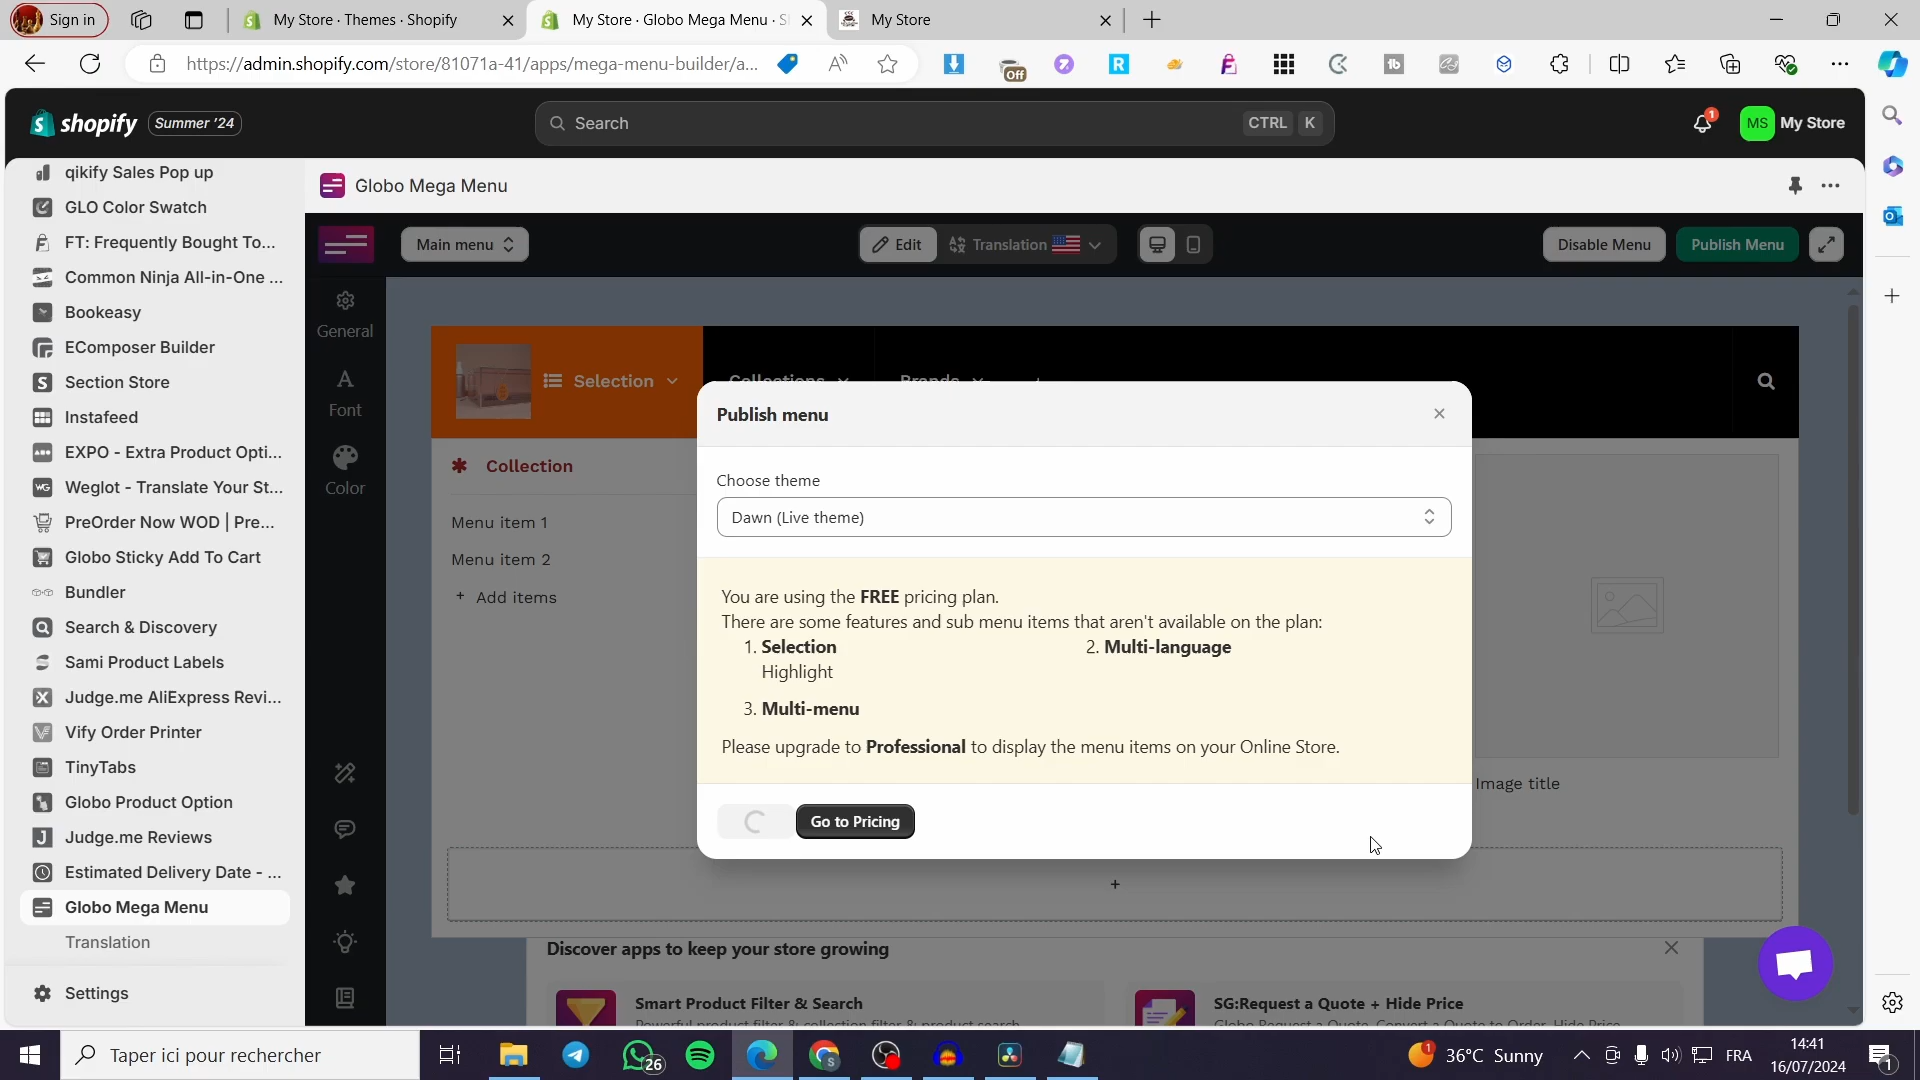 Sign in
My Store · Themes · Shopify
My Store · Globo Mega Menu · S
My Store
https://admin.shopify.com/store/81071a-41/apps/mega-menu-builder/a...
Off
shopify
Summer '24
Search
CTRL K
1
MS
My Store
qikify Sales Pop up
GLO Color Swatch
FT: Frequently Bought To...
Common Ninja All-in-One ...
Bookeasy
EComposer Builder
Section Store
Instafeed
EXPO - Extra Product Opti...
Weglot - Translate Your St...
PreOrder Now WOD | Pre...
Globo Sticky Add To Cart
Bundler
Search & Discovery
Sami Product Labels
Judge.me AliExpress Revi...
Vify Order Printer
TinyTabs
Globo Product Option
Judge.me Reviews
Estimated Delivery Date - ...
Globo Mega Menu
Translation
Settings
Globo Mega Menu
Main menu
Edit
Translation
Disable Menu
Publish Menu
General
Font
Color
Selection
Collections
Brands
Collection
Menu item 1
Menu item 2
+ Add items
Publish menu
Choose theme
Dawn (Live theme)
You are using the FREE pricing plan.
There are some features and sub menu items that aren't available on the plan:
1. Selection
Highlight
2. Multi-language
3. Multi-menu
Please upgrade to Professional to display the menu items on your Online Store.
Go to Pricing
Image title
+
Discover apps to keep your store growing
Smart Product Filter & Search
Powerful product filter & collection filter & product search
SG:Request a Quote + Hide Price
Globo Request a Quote, Convert a Quote to Order, Hide Price
Taper ici pour rechercher
26
36°C Sunny
FRA
14:41
16/07/2024
1